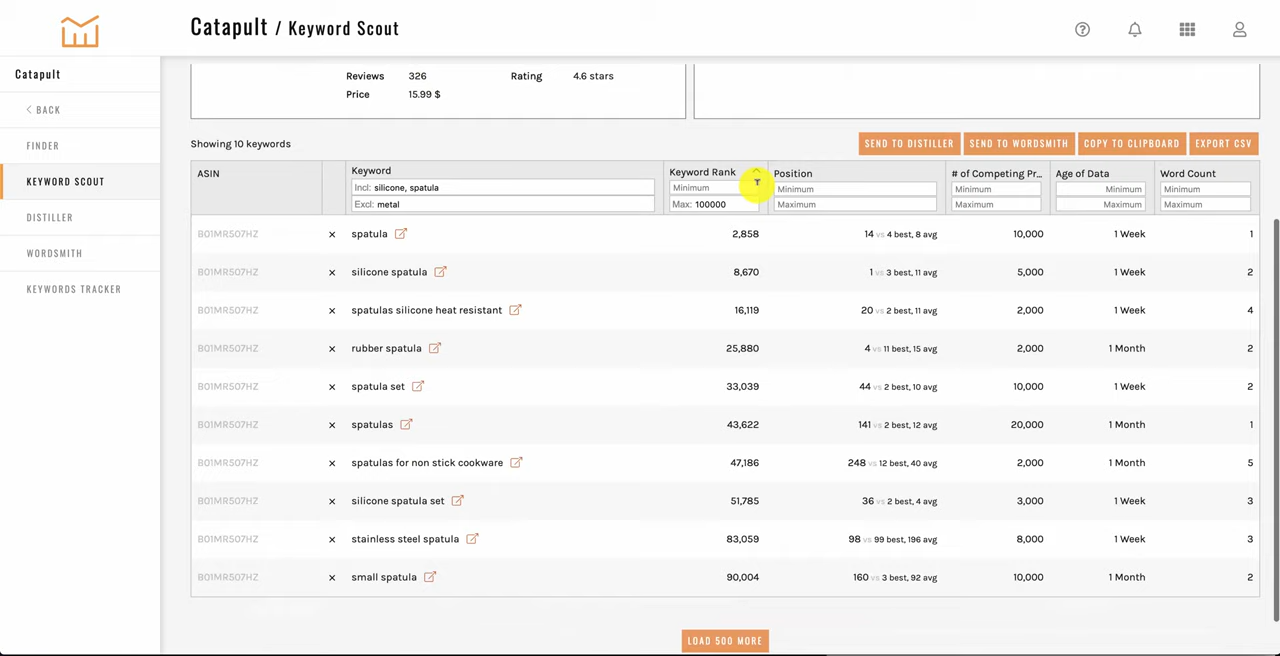 Catapult / Keyword Scout
Catapult
BACK
FINDER
KEYWORD SCOUT
DISTILLER
WORDSMITH
KEYWORDS TRACKER
Reviews 326 Rating 4.6 stars
Price 15.99 $
Showing 10 keywords
SEND TO DISTILLER SEND TO WORDSMITH COPY TO CLIPBOARD EXPORT CSV
ASIN Keyword Keyword Rank Position # of Competing Pr... Age of Data Word Count
Incl: silicone, spatula Minimum Minimum Minimum Minimum Minimum
Excl: metal Max: 100000 Maximum Maximum Maximum Maximum
B01MR507HZ × spatula 2,858 14 vs 4 best, 8 avg 10,000 1 Week 1
B01MR507HZ × silicone spatula 8,670 1 vs 3 best, 11 avg 5,000 1 Week 2
B01MR507HZ × spatulas silicone heat resistant 16,119 20 vs 2 best, 11 avg 2,000 1 Week 4
B01MR507HZ × rubber spatula 25,880 4 vs 11 best, 15 avg 2,000 1 Month 2
B01MR507HZ × spatula set 33,039 44 vs 2 best, 10 avg 10,000 1 Week 2
B01MR507HZ × spatulas 43,622 141 vs 2 best, 12 avg 20,000 1 Month 1
B01MR507HZ × spatulas for non stick cookware 47,186 248 vs 12 best, 40 avg 2,000 1 Month 5
B01MR507HZ × silicone spatula set 51,785 36 vs 2 best, 4 avg 3,000 1 Week 3
B01MR507HZ × stainless steel spatula 83,059 98 vs 99 best, 196 avg 8,000 1 Week 3
B01MR507HZ × small spatula 90,004 160 vs 3 best, 92 avg 10,000 1 Month 2
LOAD 500 MORE